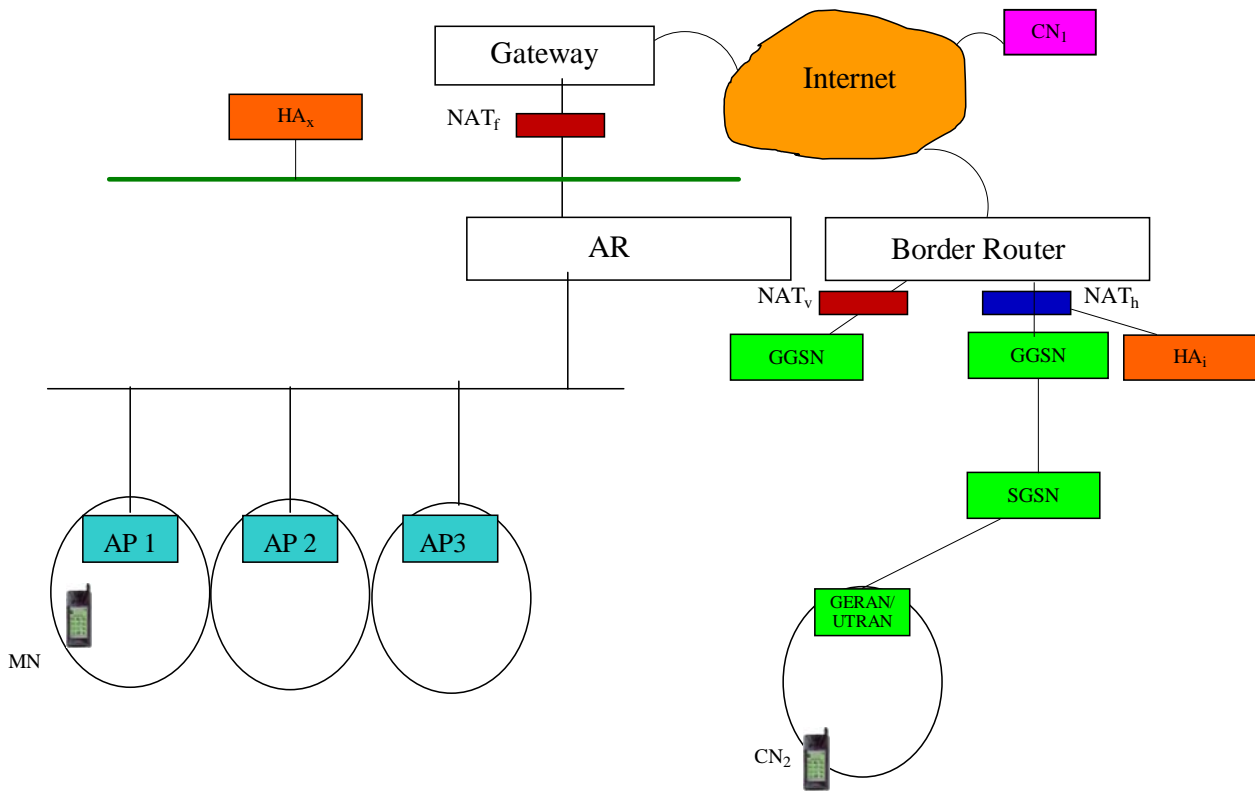 CN1
Gateway
Internet
HAx
NATf
AR
Border Router
NATv
NATh
GGSN
GGSN
HAi
SGSN
AP 1
AP 2
AP3
GERAN/
UTRAN
MN
CN2